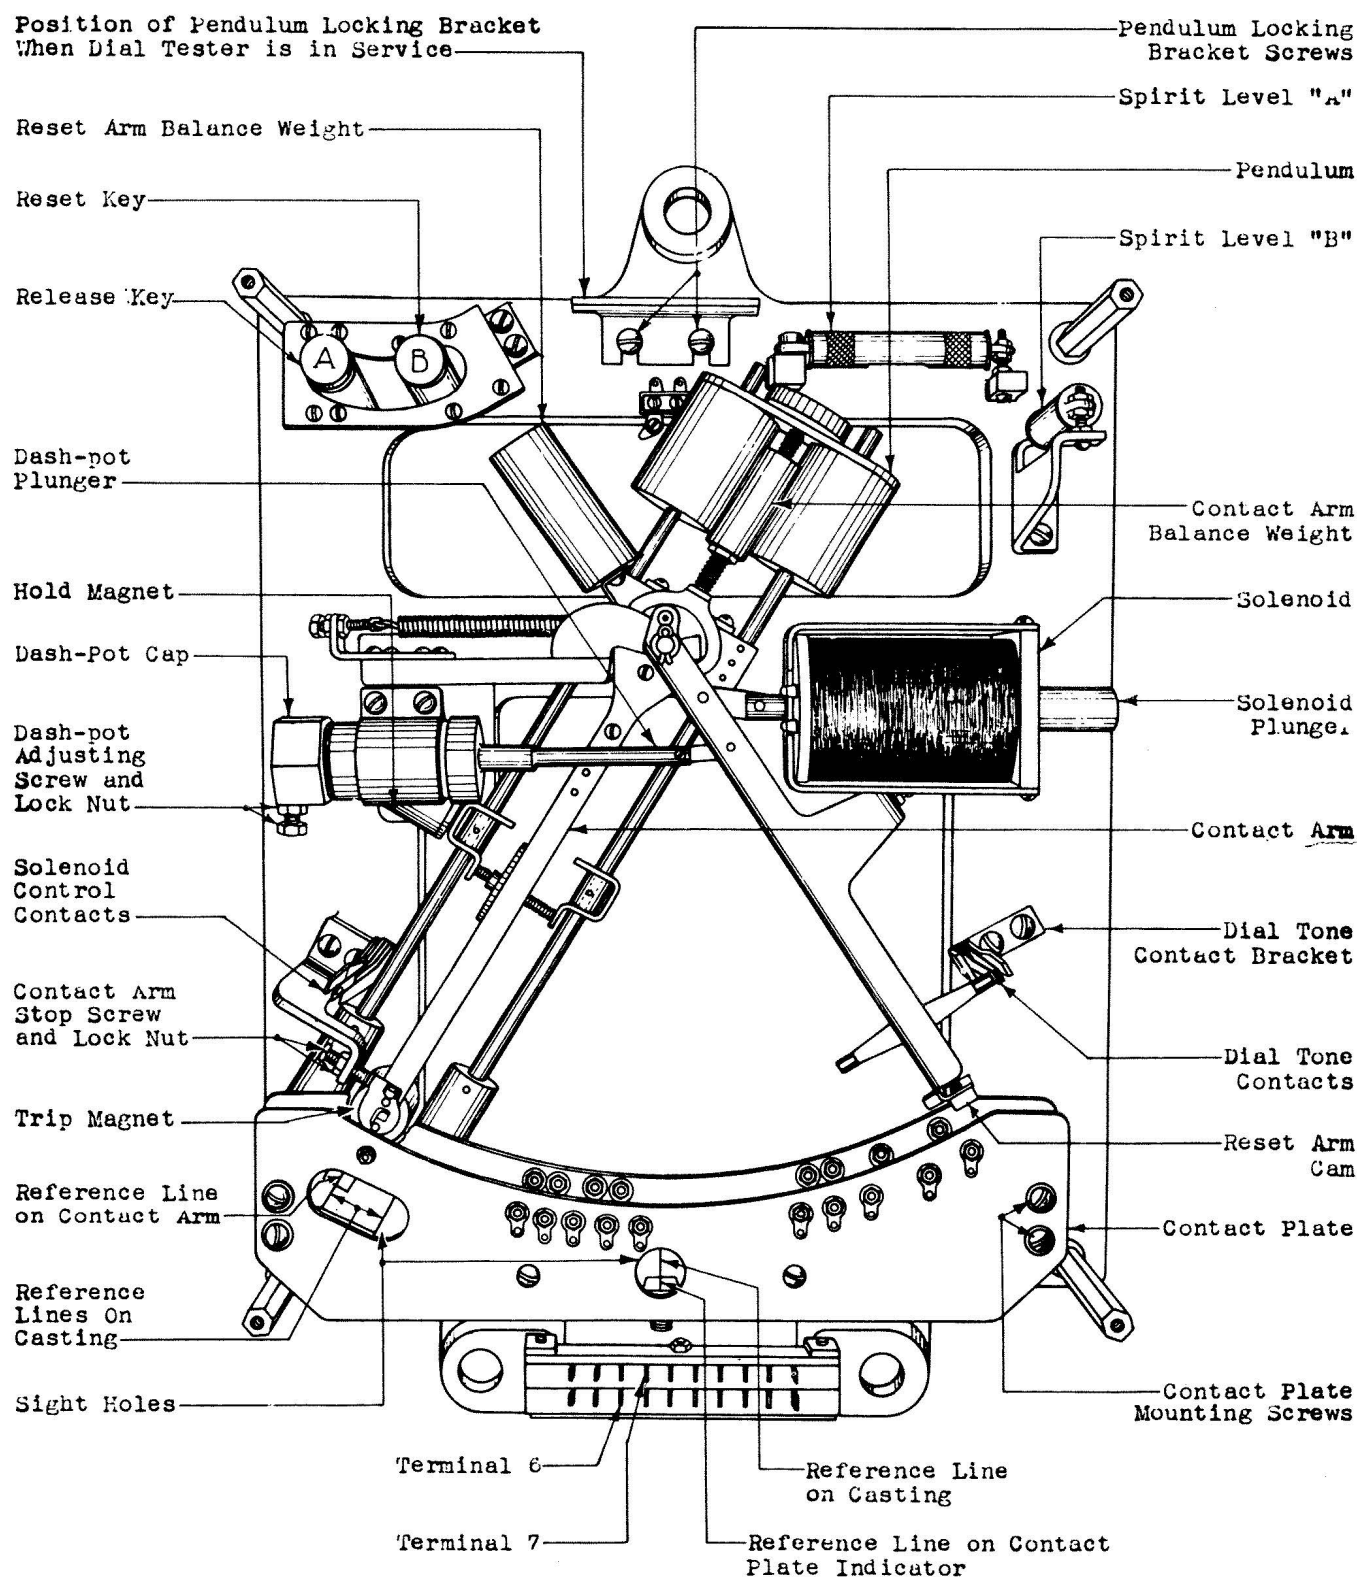 Position of Pendulum Locking Bracket
When Dial Tester is in Service
Reset Arm Balance Weight
Reset Key
Release Key
Dash-pot
Plunger
Hold Magnet
Dash-Pot Cap
Dash-pot
Adjusting
Screw and
Lock Nut
Solenoid
Control
Contacts
Contact Arm
Stop Screw
and Lock Nut
Trip Magnet
Reference Line
on Contact Arm
Reference
Lines On
Casting
Sight Holes
Terminal 6
Terminal 7
A
B
Pendulum Locking
Bracket Screws
Spirit Level "A"
Pendulum
Spirit Level "B"
Contact Arm
Balance Weight
Solenoid
Solenoid
Plunger
Contact Arm
Dial Tone
Contact Bracket
Dial Tone
Contacts
Reset Arm
Cam
Contact Plate
Contact Plate
Mounting Screws
Reference Line
on Casting
Reference Line on Contact
Plate Indicator